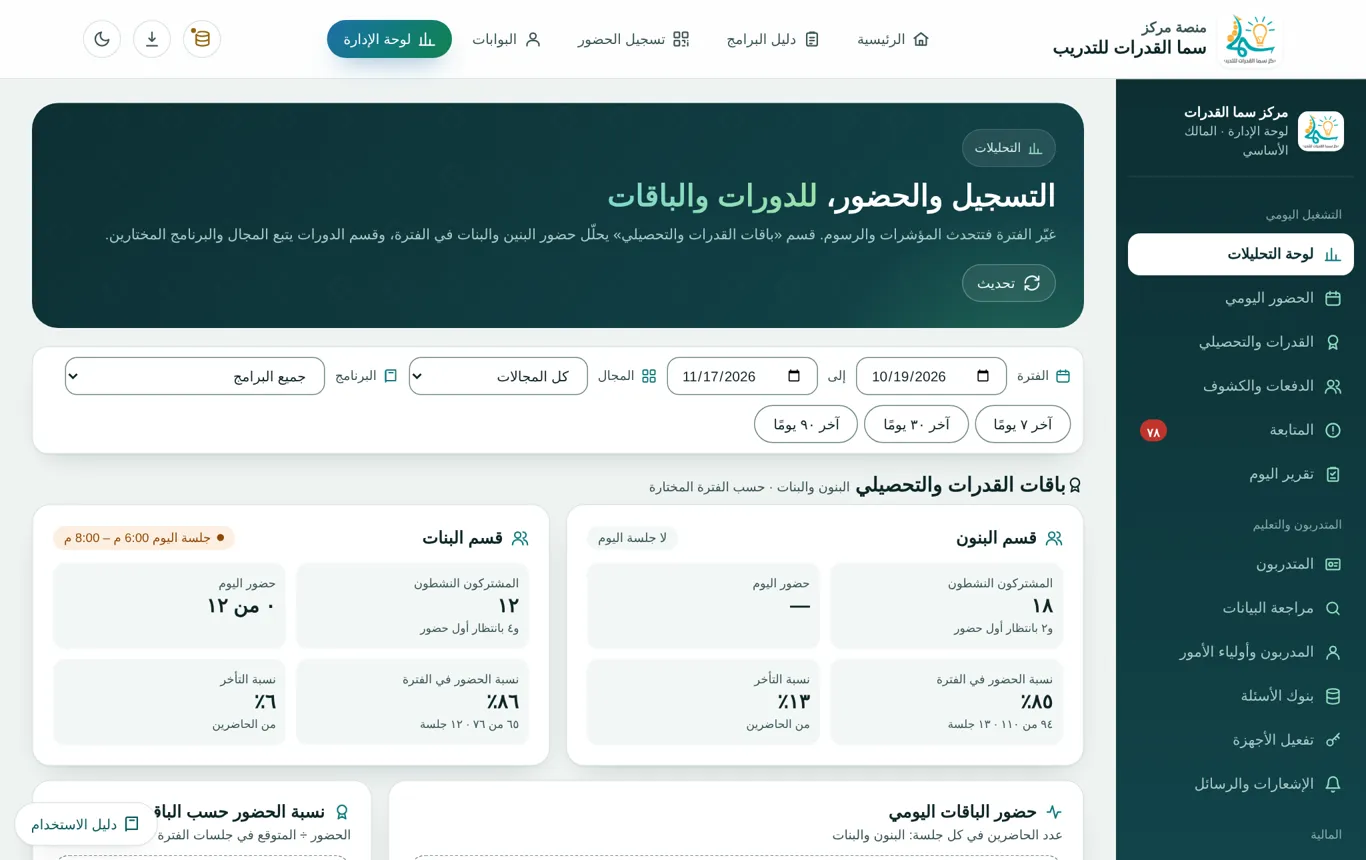 منصة مركز
سما القدرات للتدريب
الرئيسية
دليل البرامج
تسجيل الحضور
البوابات
لوحة الإدارة
مركز سما القدرات
لوحة الإدارة · المالك
الأساسي
التشغيل اليومي
لوحة التحليلات
الحضور اليومي
القدرات والتحصيلي
الدفعات والكشوف
المتابعة
٧٨
تقرير اليوم
المتدربون والتعليم
المتدربون
مراجعة البيانات
المدربون وأولياء الأمور
بنوك الأسئلة
تفعيل الأجهزة
الإشعارات والرسائل
المالية
التحليلات
التسجيل والحضور، للدورات والباقات
غيّر الفترة فتتحدث المؤشرات والرسوم. قسم «باقات القدرات والتحصيلي» يحلّل حضور البنين والبنات في الفترة، وقسم الدورات يتبع المجال والبرنامج المختارين.
تحديث
الفترة
10/19/2026
إلى
11/17/2026
المجال
كل المجالات
البرنامج
جميع البرامج
آخر ٧ يومًا
آخر ٣٠ يومًا
آخر ٩٠ يومًا
باقات القدرات والتحصيلي البنون والبنات · حسب الفترة المختارة
قسم البنون
لا جلسة اليوم
المشتركون النشطون
١٨
و٢ بانتظار أول حضور
حضور اليوم
—
نسبة الحضور في الفترة
٨٥٪
٩٤ من ١١٠ · ١٣ جلسة
نسبة التأخر
١٣٪
من الحاضرين
قسم البنات
جلسة اليوم 6:00 م – 8:00 م
المشتركون النشطون
١٢
و٤ بانتظار أول حضور
حضور اليوم
٠ من ١٢
نسبة الحضور في الفترة
٨٦٪
٦٥ من ٧٦ · ١٢ جلسة
نسبة التأخر
٦٪
من الحاضرين
حضور الباقات اليومي
عدد الحاضرين في كل جلسة: البنون والبنات
نسبة الحضور حسب
الحضور ÷ المتوقع في جلسات الفترة
دليل الاستخدام